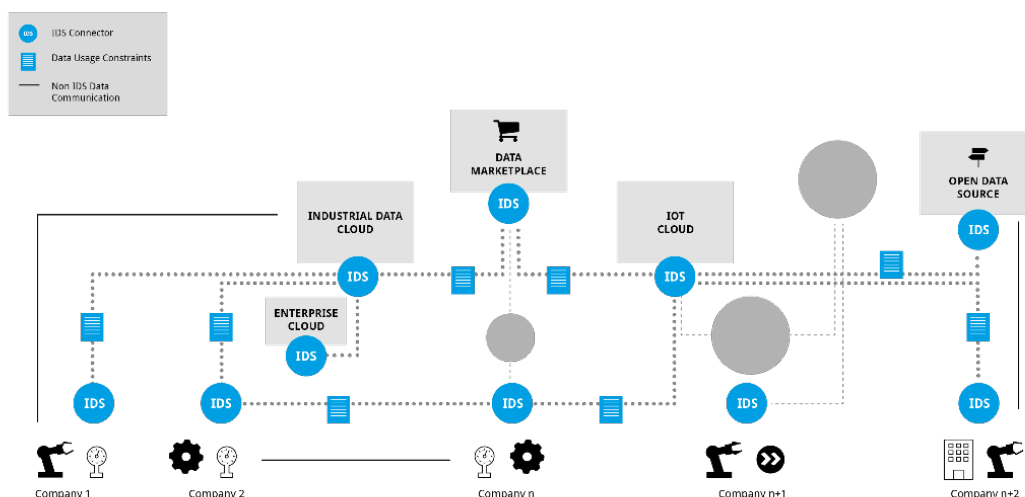 IDS
IDS Connector
Data Usage Constraints
Non IDS Data
Communication
DATA
MARKETPLACE
IDS
OPEN DATA
SOURCE
IDS
INDUSTRIAL DATA
CLOUD
IDS
IOT
CLOUD
IDS
ENTERPRISE
CLOUD
IDS
IDS
IDS
IDS
IDS
IDS
Company 1
Company 2
Company n
Company n+1
Company n+2